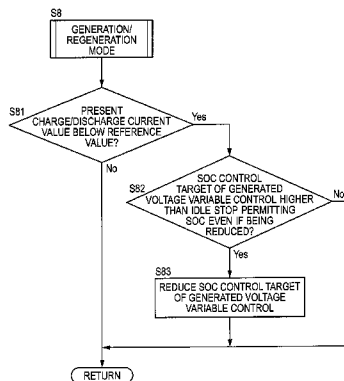 S8
GENERATION/
REGENERATION
MODE
S81
PRESENT
CHARGE/DISCHARGE CURRENT
VALUE BELOW REFERENCE
VALUE?
Yes
No
S82
SOC CONTROL
TARGET OF GENERATED
VOLTAGE VARIABLE CONTROL HIGHER
THAN IDLE STOP PERMITTING
SOC EVEN IF BEING
REDUCED?
No
Yes
S83
REDUCE SOC CONTROL TARGET
OF GENERATED VOLTAGE
VARIABLE CONTROL
RETURN